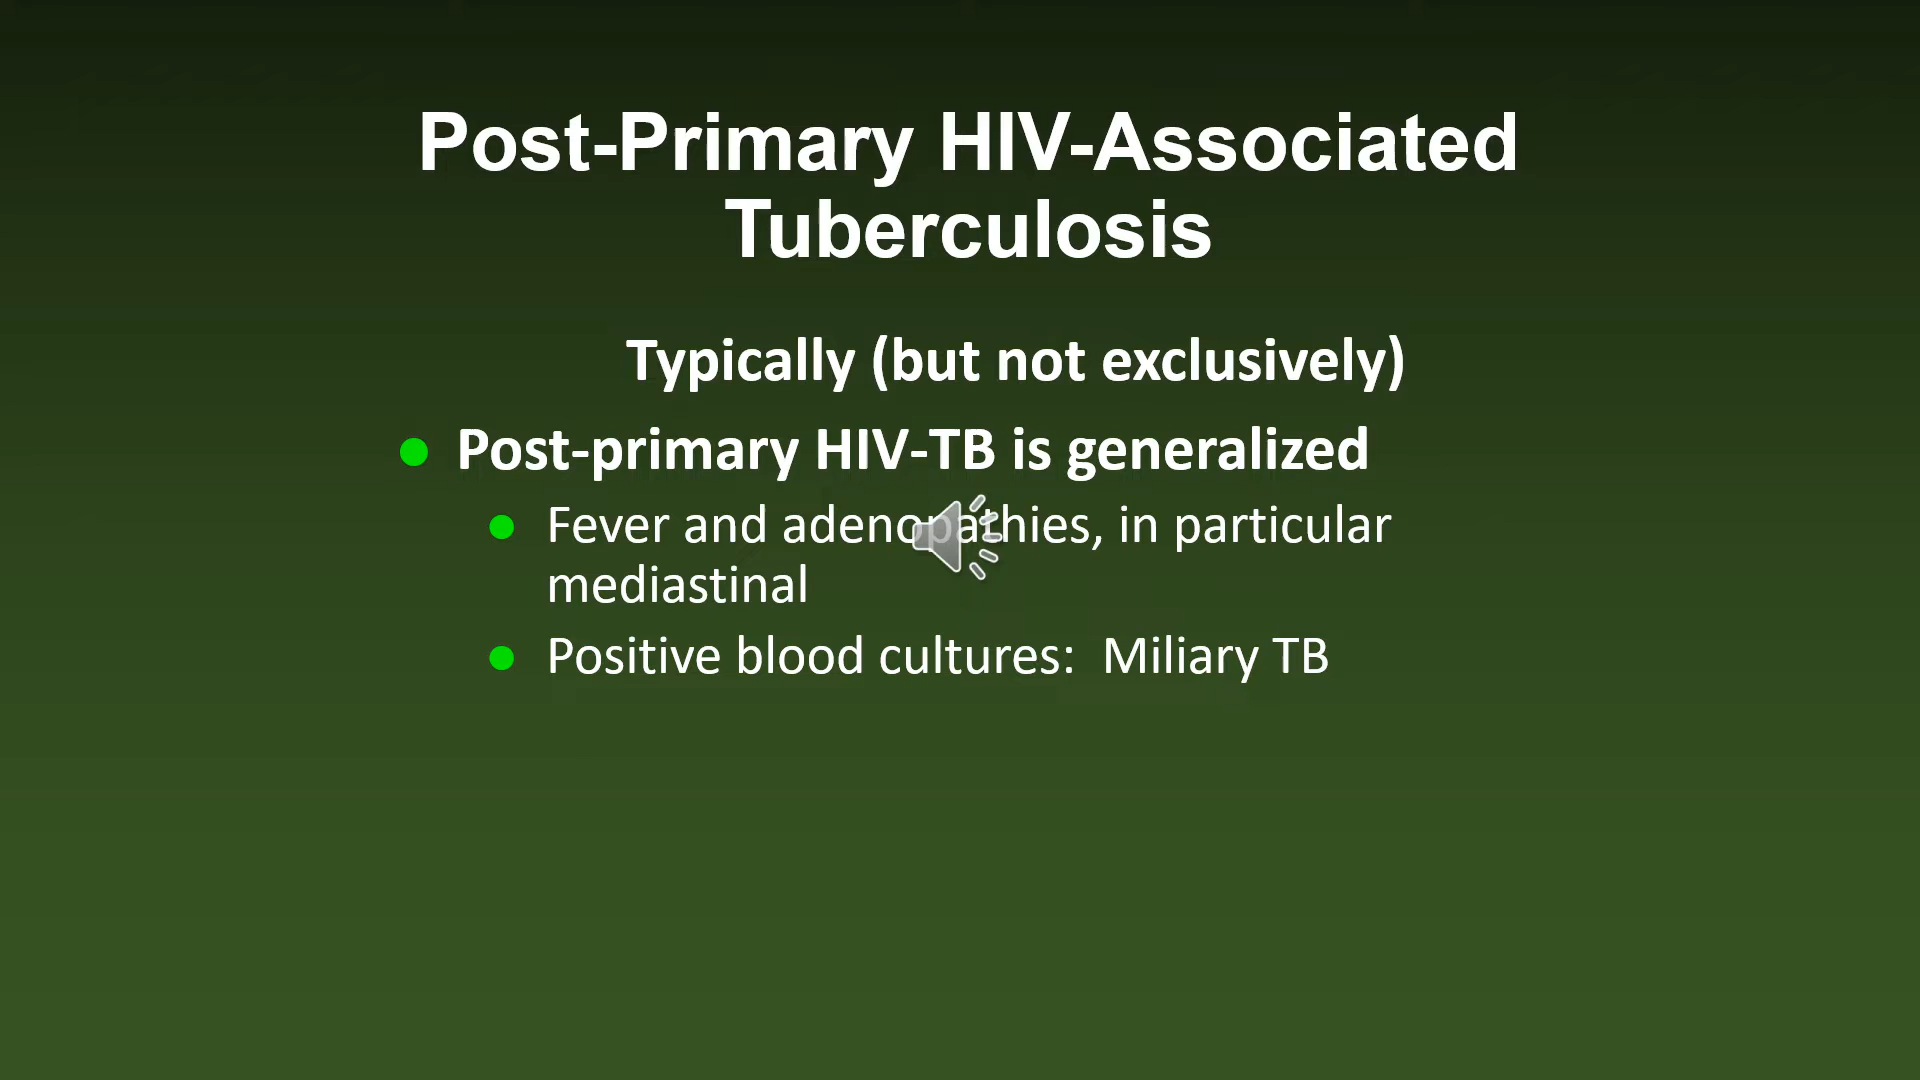 Post-Primary HIV-Associated
Tuberculosis
Typically (but not exclusively)
Post-primary HIV-TB is generalized
Fever and adenopathies, in particular
mediastinal
Positive blood cultures: Miliary TB